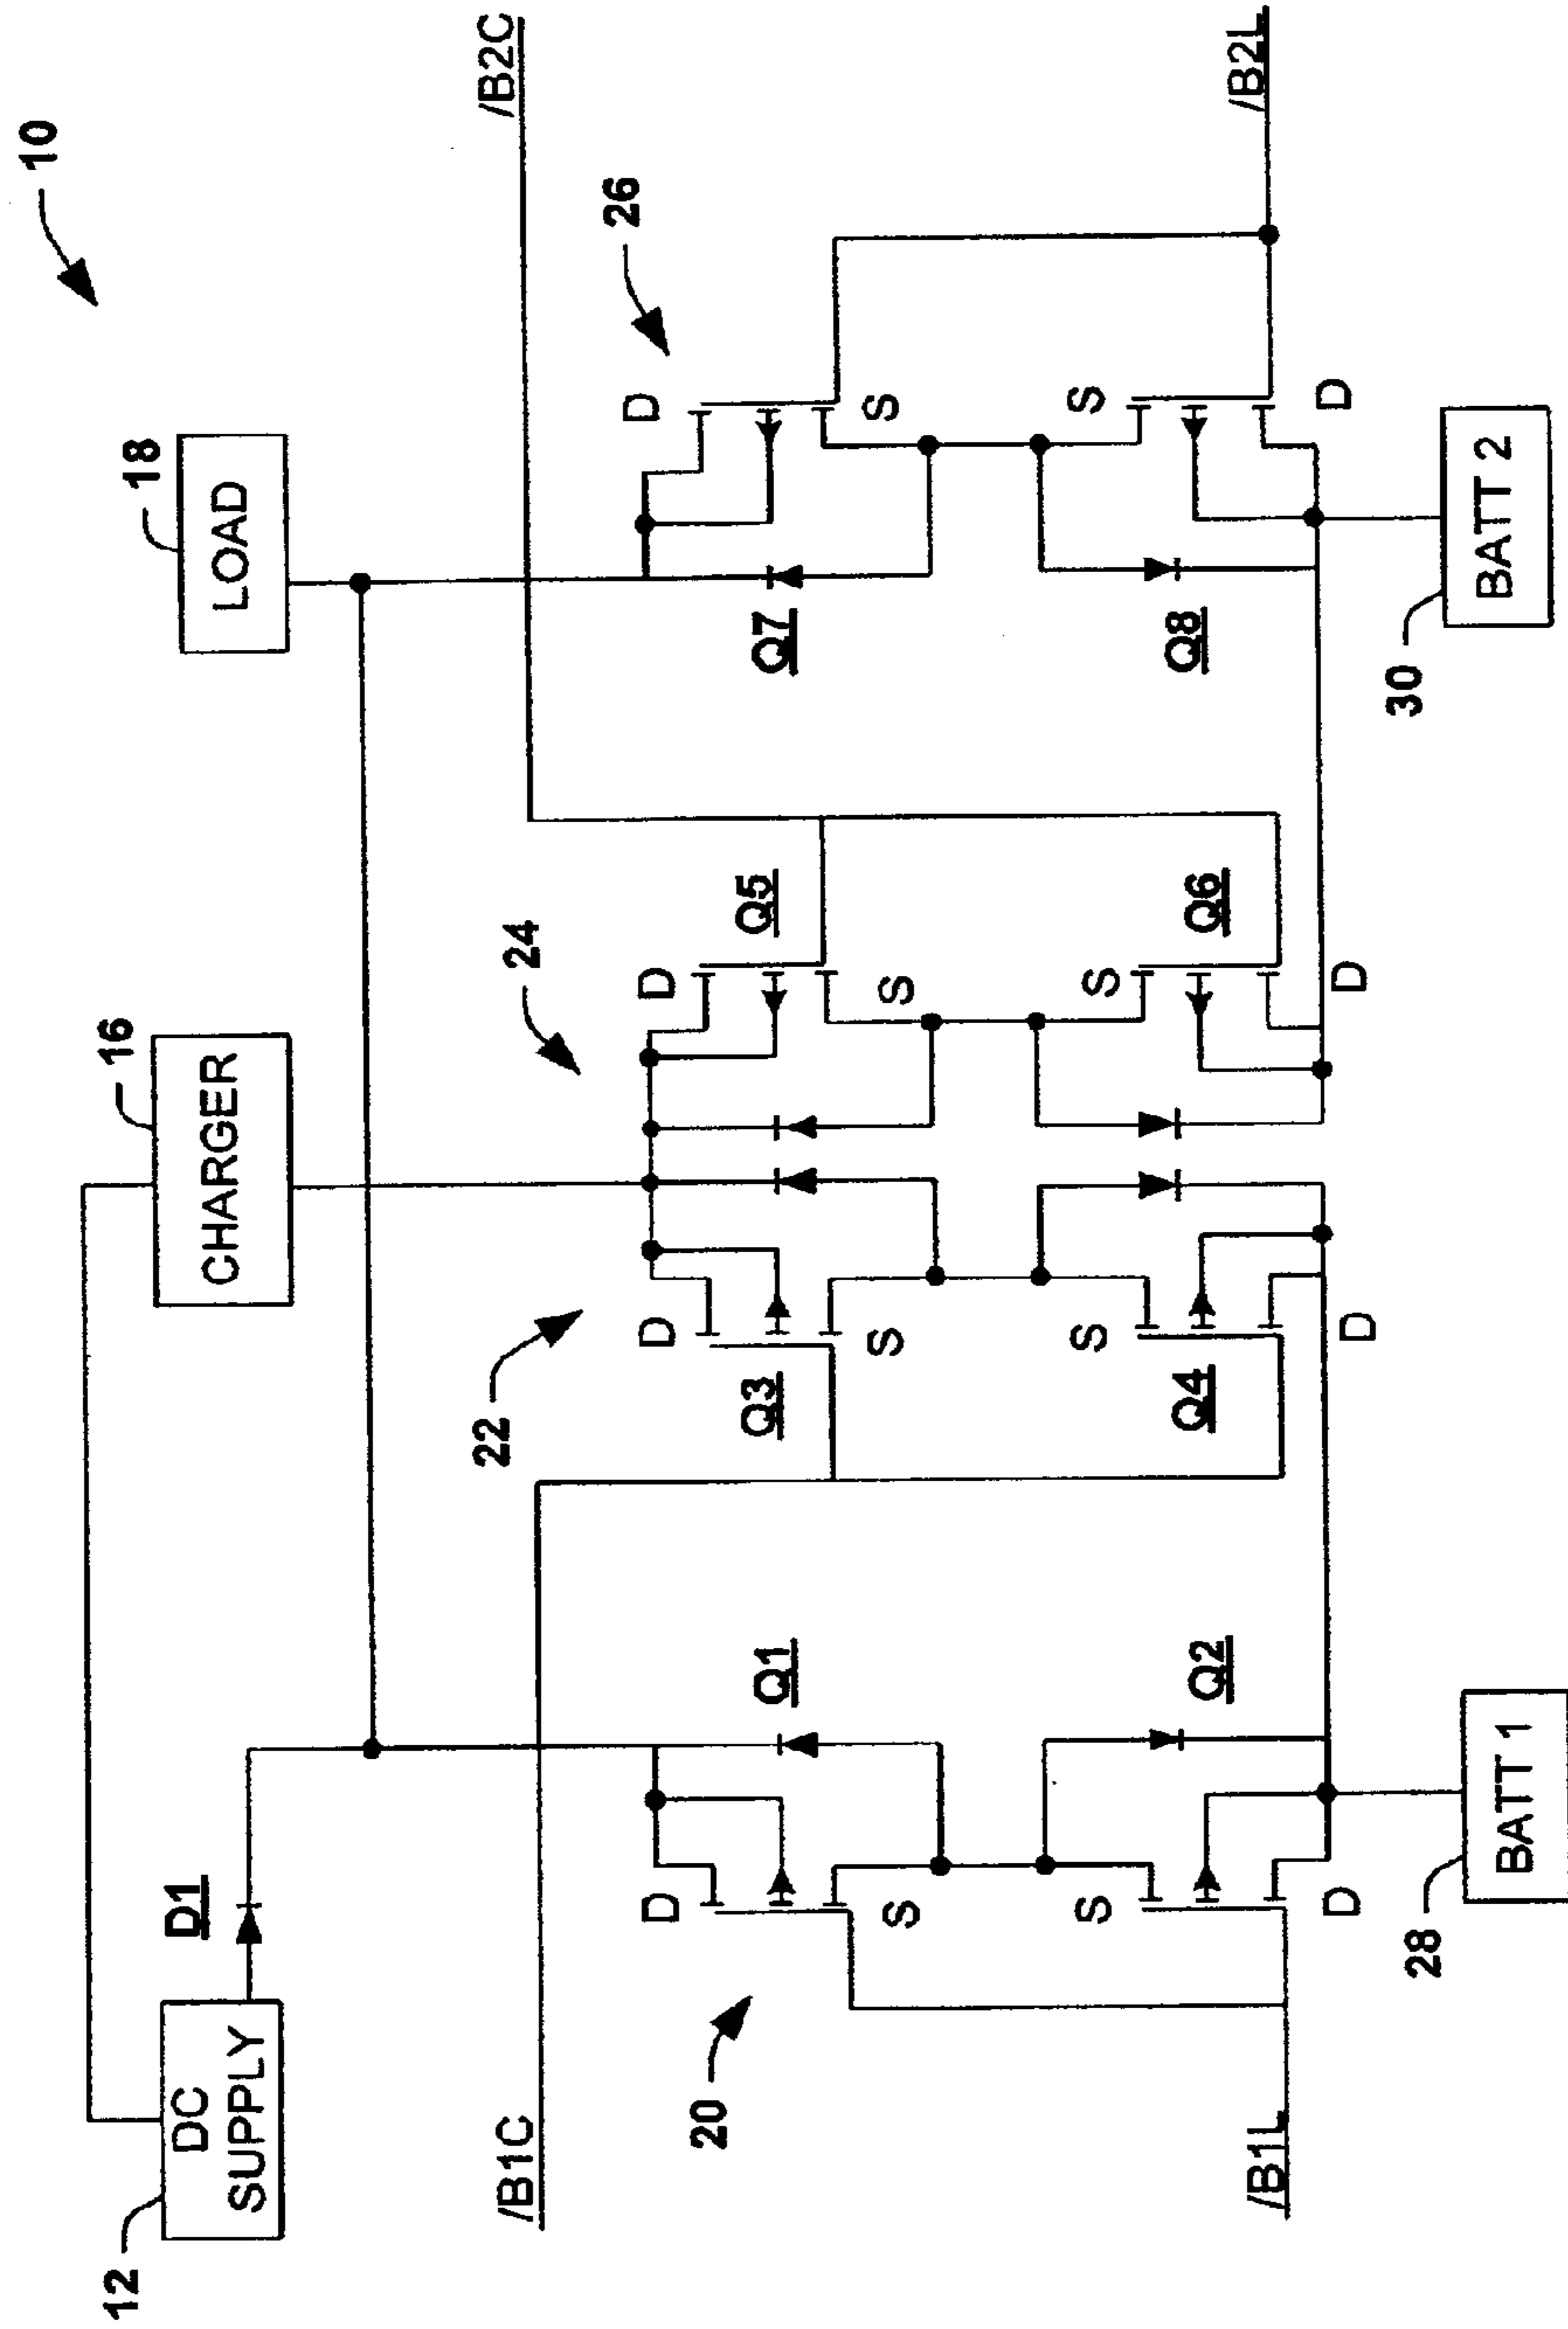 10
12
DC
SUPPLY
D1
16
CHARGER
18
LOAD
/B1C
/B2C
20
22
24
26
D
D
D
D
Q1
Q3
Q5
Q7
S
S
S
S
S
S
S
S
Q2
Q4
Q6
Q8
/B1L
/B2L
D
D
D
D
28
BATT 1
30
BATT 2